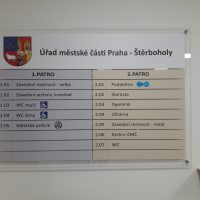 Úřad městské části Praha - Štěrboholy
1.PATRO
1.01 Zasedací místnost - velká
1.02 Stavební archiv,
1.03 WC muži
1.04 WC ženy
1.05 Městská policie
2.PATRO
2.01 Podatelna
2.02 Starosta
2.03 Tajemník
2.04 Účtárna
2.05 Zasedací místnost - malá
2.06 Archiv ÚMČ
2.07 WC